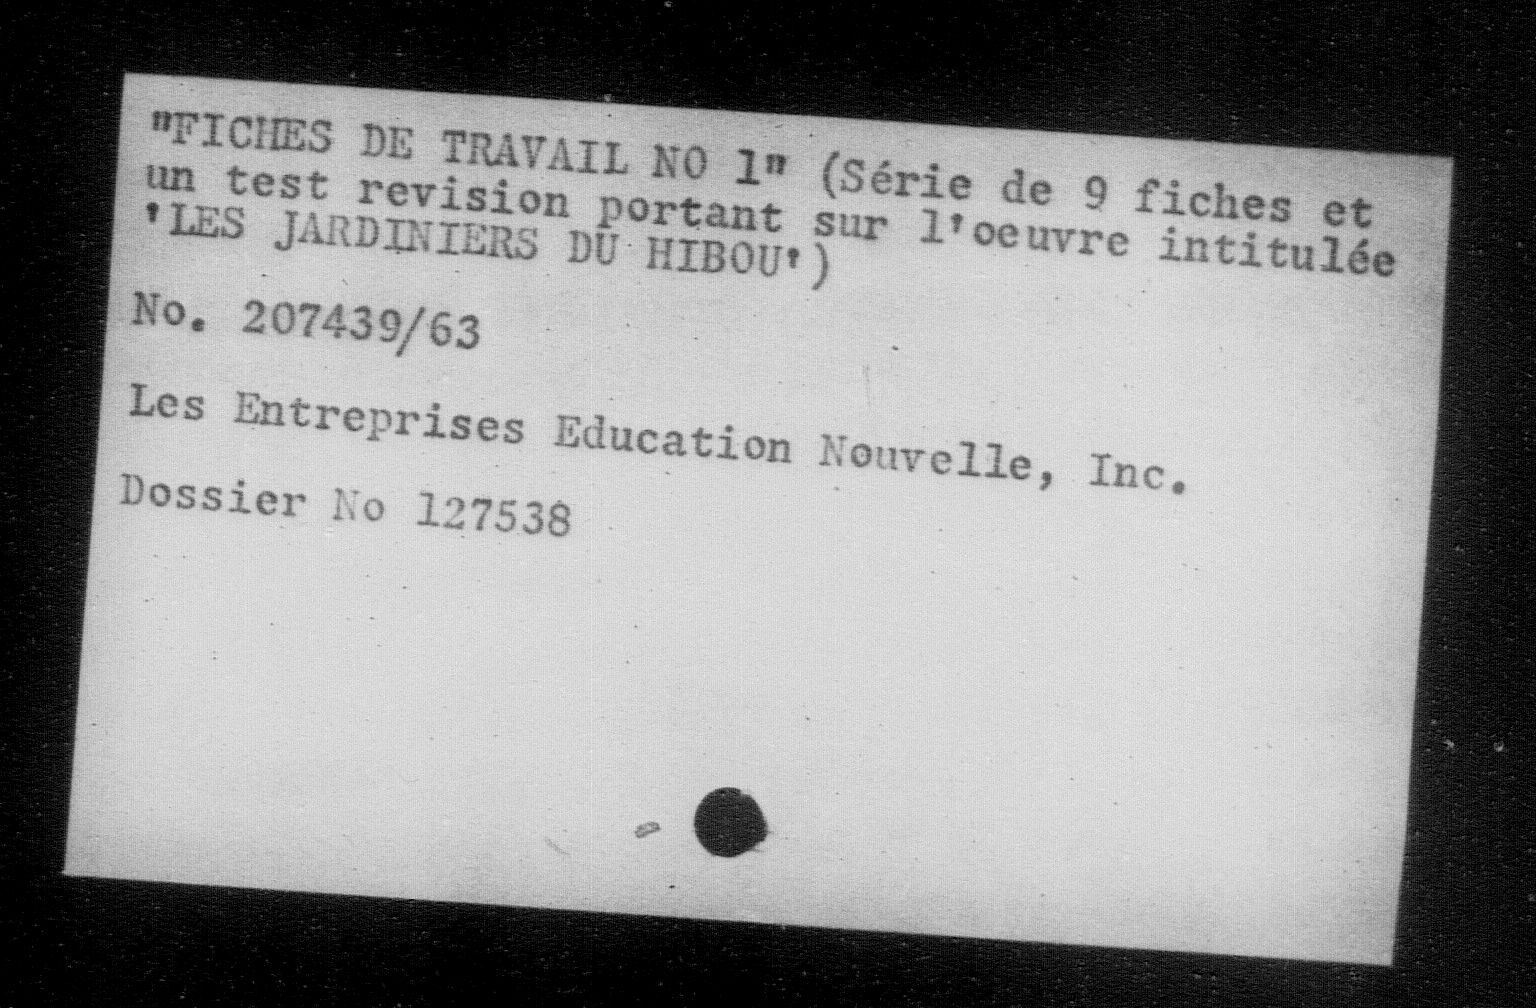 "FICHES DE TRAVAIL NO 1" (Série de 9 fiches et
un test revision portant sur l'oeuvre intitulée
'LES JARDINIERS DU HIBOU')
No. 207439/63
Les Entreprises Education Nouvelle, Inc.
Dossier No 127538